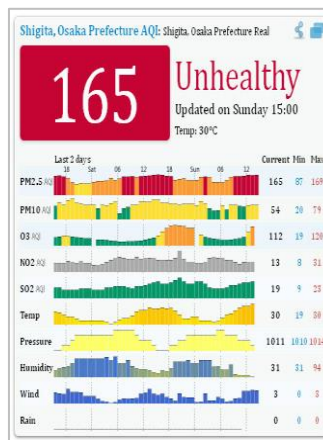 Shigita, Osaka Prefecture AQI: Shigita, Osaka Prefecture Real
165
Unhealthy
Updated on Sunday 15:00
Temp: 30°C
Last 2 days Current Min Max
18 Sat 06 12 18 Sun 06 12
PM2.5 AQI 165 87 169
PM10 AQI 54 20 79
O3 AQI 112 19 120
NO2 AQI 13 8 31
SO2 AQI 19 9 28
Temp 30 19 30
Pressure 1011 1010 1014
Humidity 31 31 94
Wind 3 0 3
Rain 0 0 0